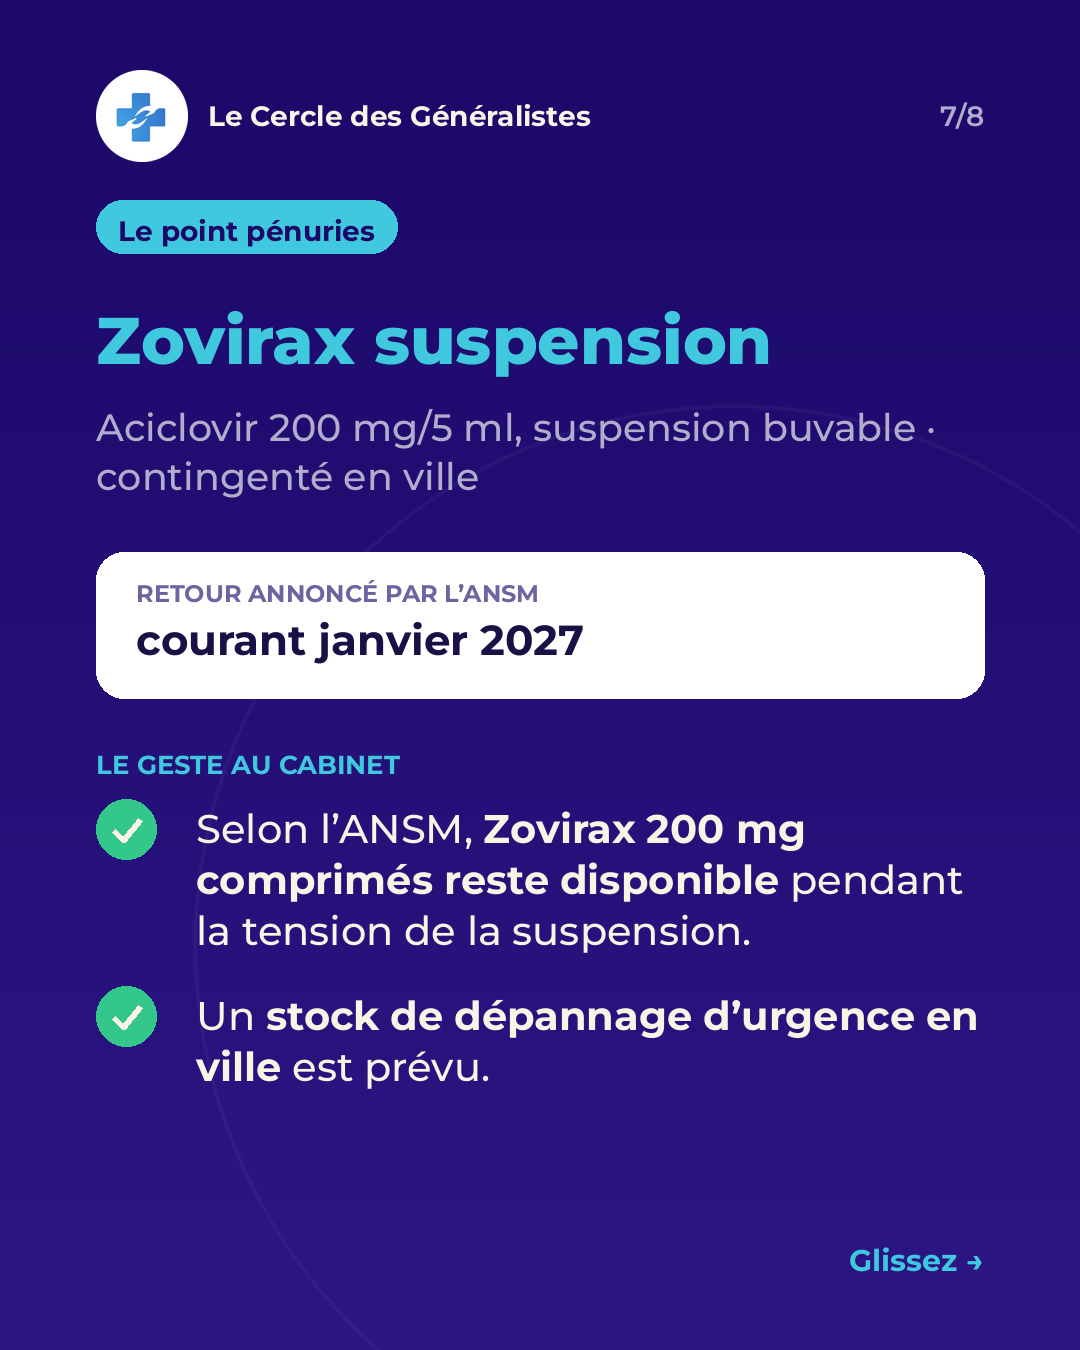 Le Cercle des Généralistes
7/8
Le point pénuries
Zovirax suspension
Aciclovir 200 mg/5 ml, suspension buvable ·
contingenté en ville
RETOUR ANNONCÉ PAR L’ANSM
courant janvier 2027
LE GESTE AU CABINET
Selon l’ANSM, Zovirax 200 mg
comprimés reste disponible pendant
la tension de la suspension.
Un stock de dépannage d’urgence en
ville est prévu.
Glissez →